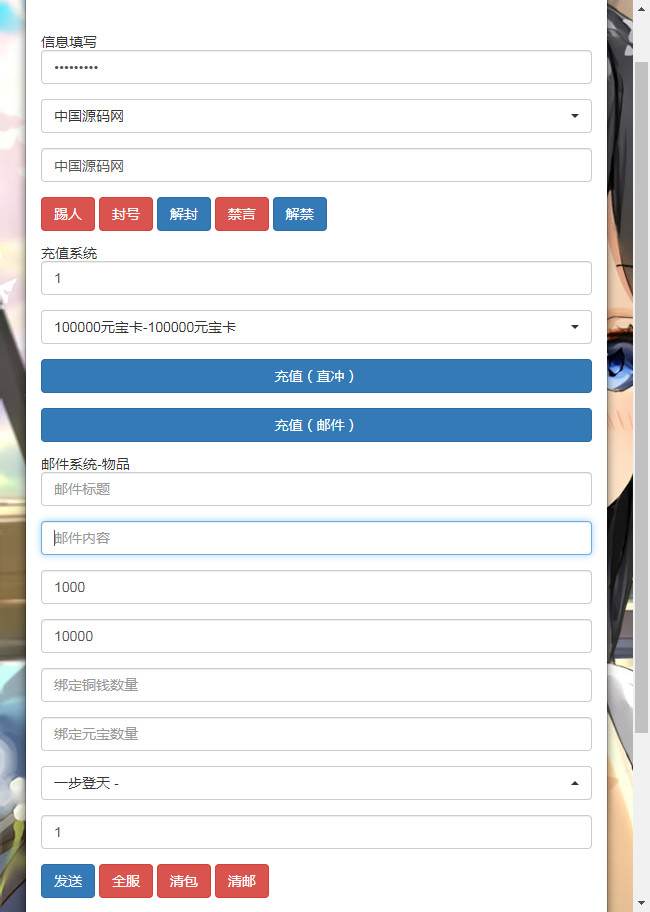 信息填写
•••••••••
中国源码网
中国源码网
踢人 封号 解封 禁言 解禁
充值系统
1
100000元宝卡-100000元宝卡
充值（直冲）
充值（邮件）
邮件系统-物品
邮件标题
邮件内容
1000
10000
绑定铜钱数量
绑定元宝数量
一步登天 -
1
发送 全服 清包 清邮